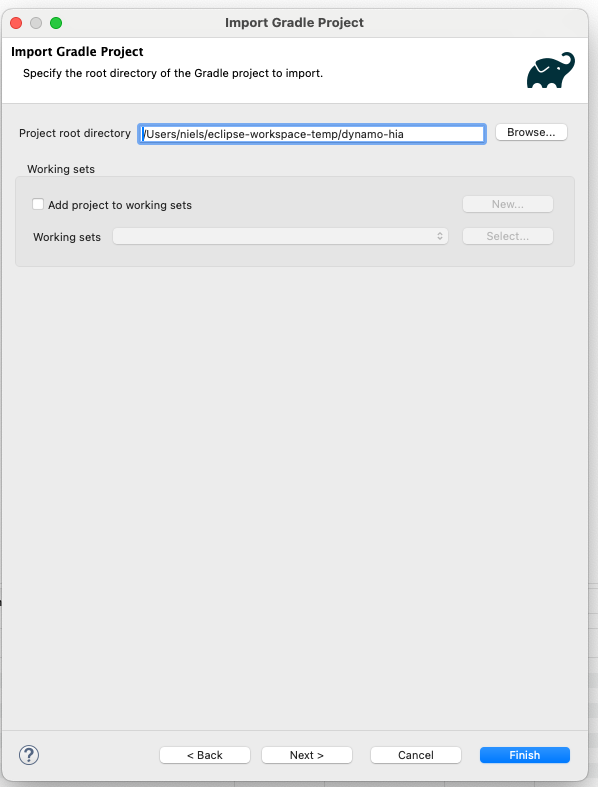 Import Gradle Project
Import Gradle Project
Specify the root directory of the Gradle project to import.
Project root directory /Users/niels/eclipse-workspace-temp/dynamo-hia Browse...
Working sets
Add project to working sets New...
Working sets Select...
? < Back Next > Cancel Finish